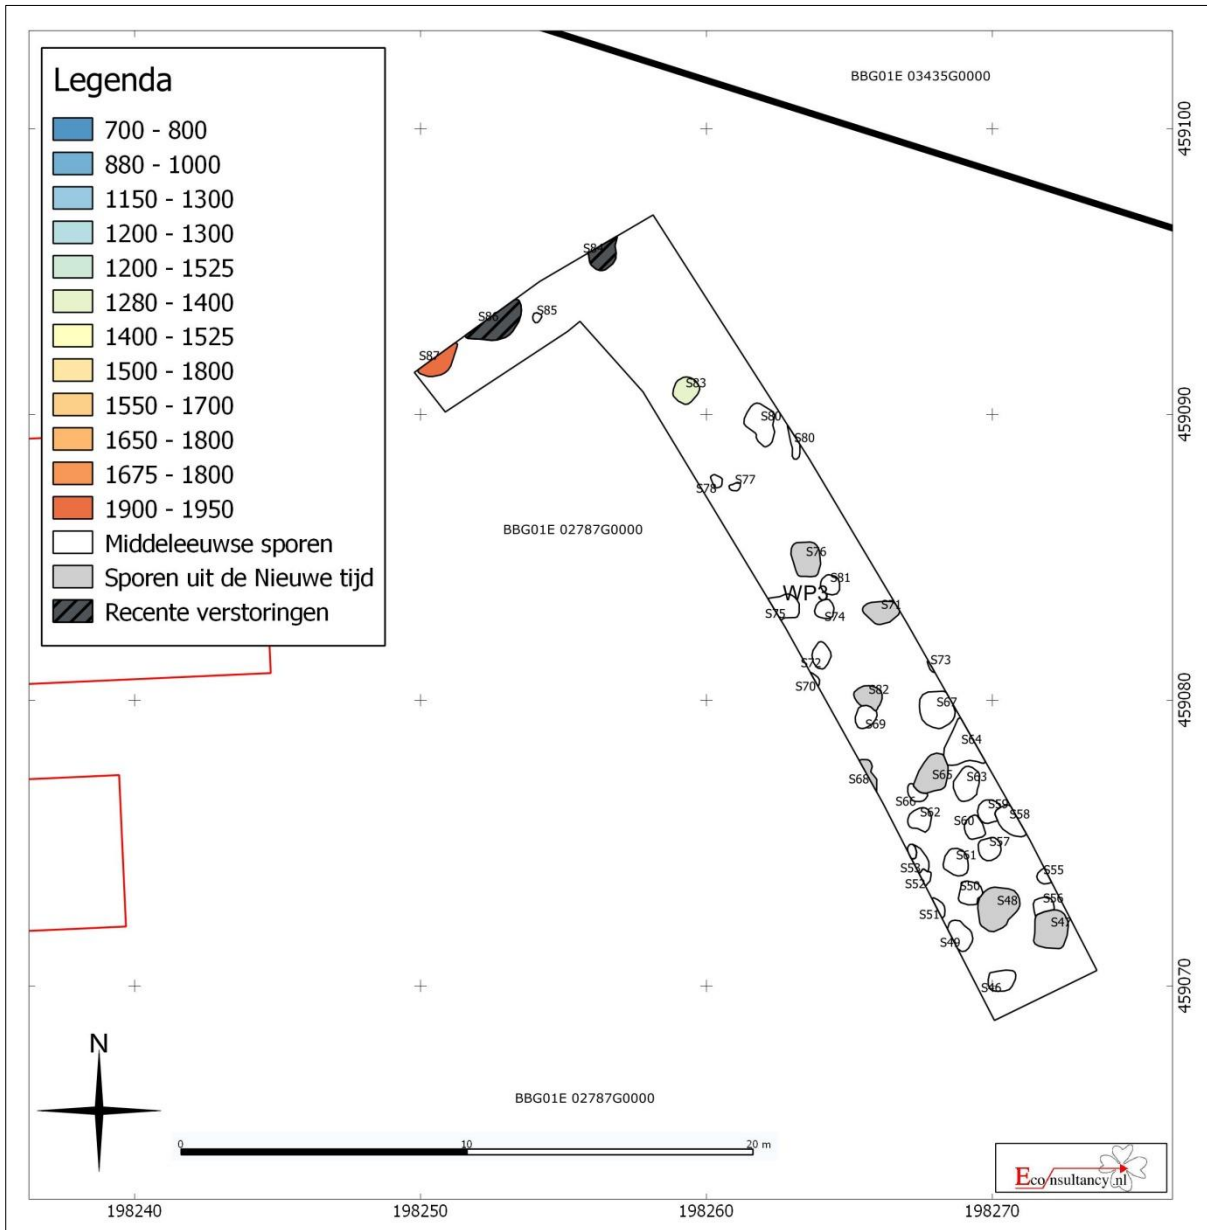 BBG01E 03435G0000
Legenda
700 - 800
880 - 1000
1150 - 1300
1200 - 1300
1200 - 1525
1280 - 1400
1400 - 1525
1500 - 1800
1550 - 1700
1650 - 1800
1675 - 1800
1900 - 1950
Middeleeuwse sporen
Sporen uit de Nieuwe tijd
Recente verstoringen
459100
459090
459080
459070
S84
S85
S86
S87
S83
S80
S80
S77
S78
BBG01E 02787G0000
S76
S81
WP3
S75
S74
S71
S72
S73
S70
S82
S67
S69
S64
S65
S63
S68
S66
S62
S59
S58
S60
S57
S61
S53
S55
S52
S50
S56
S48
S51
S47
S49
S46
N
BBG01E 02787G0000
0 10 20 m
Econsultancy.nl
198240 198250 198260 198270